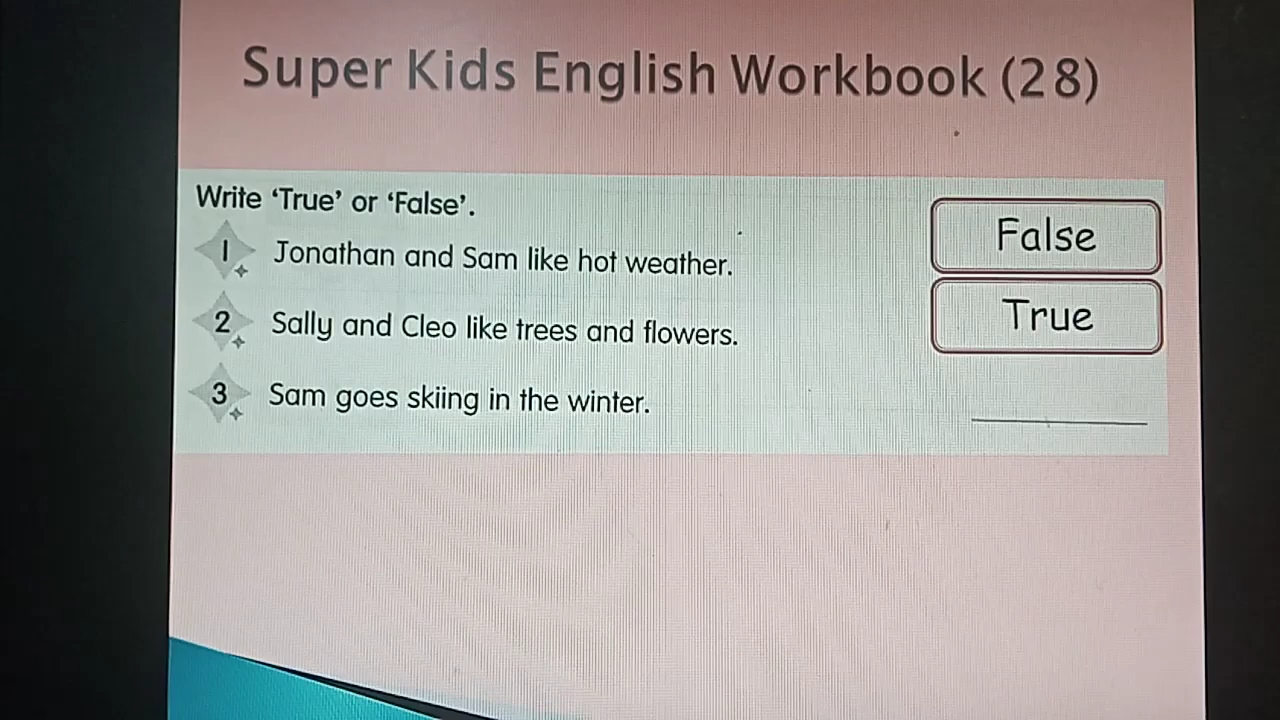 Super Kids English Workbook (28)
Write ‘True’ or ‘False’.
1 Jonathan and Sam like hot weather. False
2 Sally and Cleo like trees and flowers. True
3 Sam goes skiing in the winter.